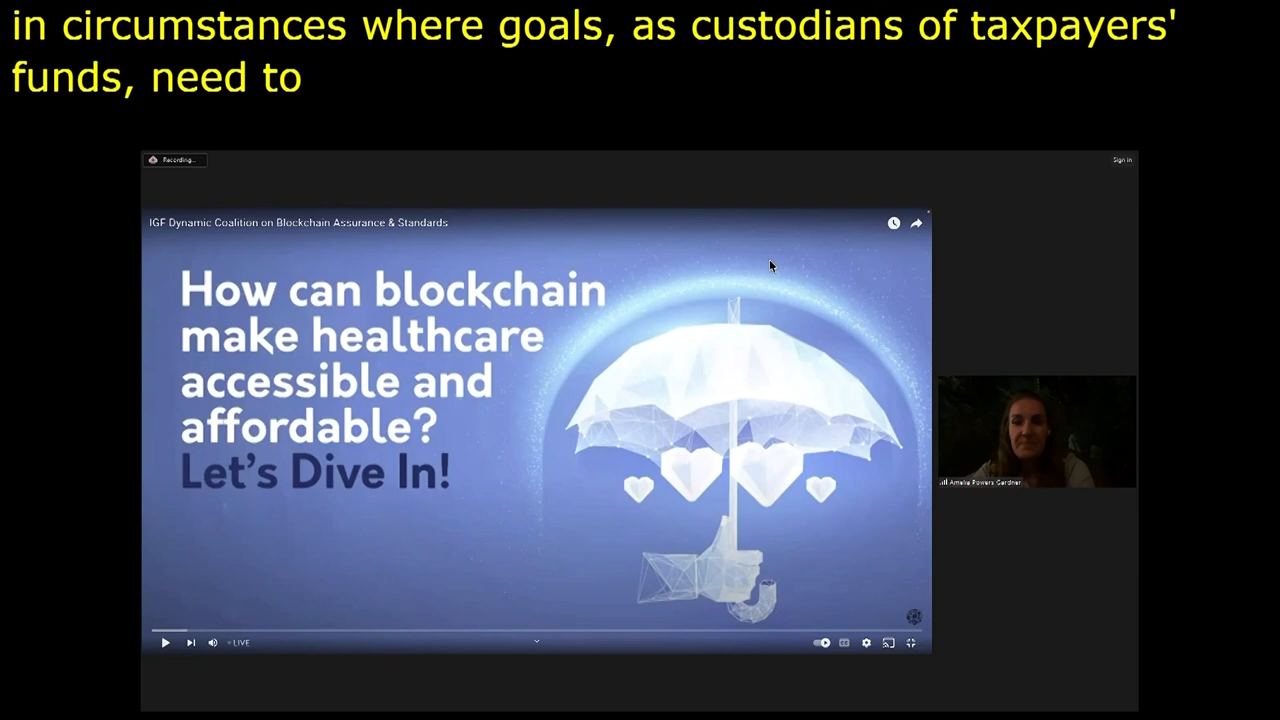 in circumstances where goals, as custodians of taxpayers'
funds, need to
Recording...
Sign in
IGF Dynamic Coalition on Blockchain Assurance & Standards
How can blockchain
make healthcare
accessible and
affordable?
Let's Dive In!
Amelia Powers Gardner
LIVE